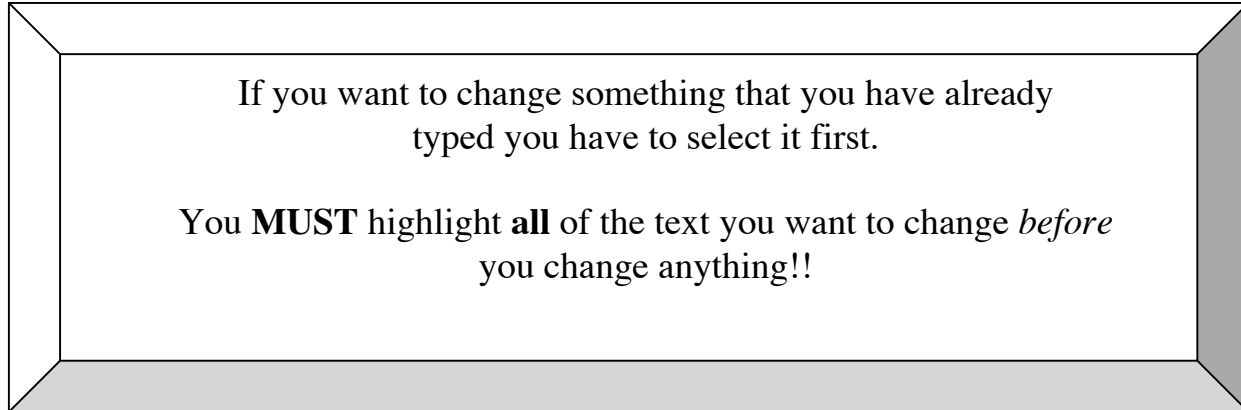 If you want to change something that you have already
typed you have to select it first.
You MUST highlight all of the text you want to change before
you change anything!!